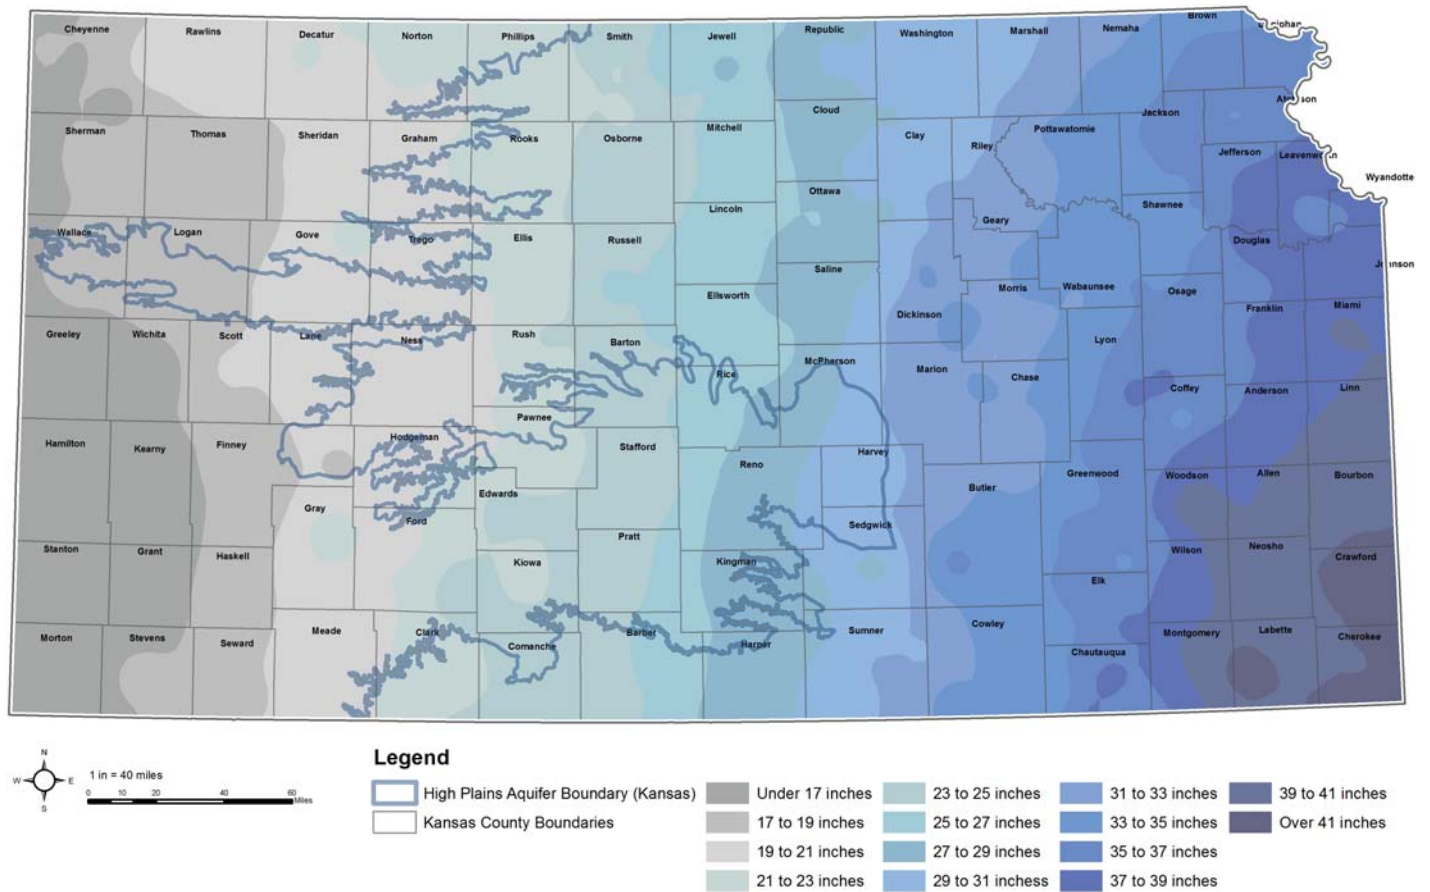 Cheyenne Rawlins Decatur Norton Phillips Smith Jewell Republic Washington Marshall Nemaha Brown
Sherman Thomas Sheridan Graham Rooks Osborne Mitchell Cloud Clay Riley Pottawatomie Jackson
Jefferson Wyandotte
Wallace Logan Gove Trego Ellis Russell Lincoln Ottawa Geary Shawnee Douglas
Saline Ellsworth Dickinson Morris Wabaunsee Osage Franklin Miami
Greeley Wichita Scott Lane Ness Rush Barton Rice McPherson Marion Chase Lyon Coffey Anderson Linn
Hamilton Kearny Finney Hodgeman Pawnee Stafford Reno Harvey Butler Greenwood Woodson Allen Bourbon
Gray Ford Edwards Sedgwick
Stanton Grant Haskell Kiowa Pratt Kingman Elk Wilson Neosho Crawford
Morton Stevens Seward Meade Clark Comanche Barber Harper Sumner Cowley Chautauqua Montgomery Labette Cherokee
N
W E
S
1 in = 40 miles
0 10 20 40 60
Miles
Legend
High Plains Aquifer Boundary (Kansas)
Kansas County Boundaries
Under 17 inches
17 to 19 inches
19 to 21 inches
21 to 23 inches
23 to 25 inches
25 to 27 inches
27 to 29 inches
29 to 31 inchess
31 to 33 inches
33 to 35 inches
35 to 37 inches
37 to 39 inches
39 to 41 inches
Over 41 inches